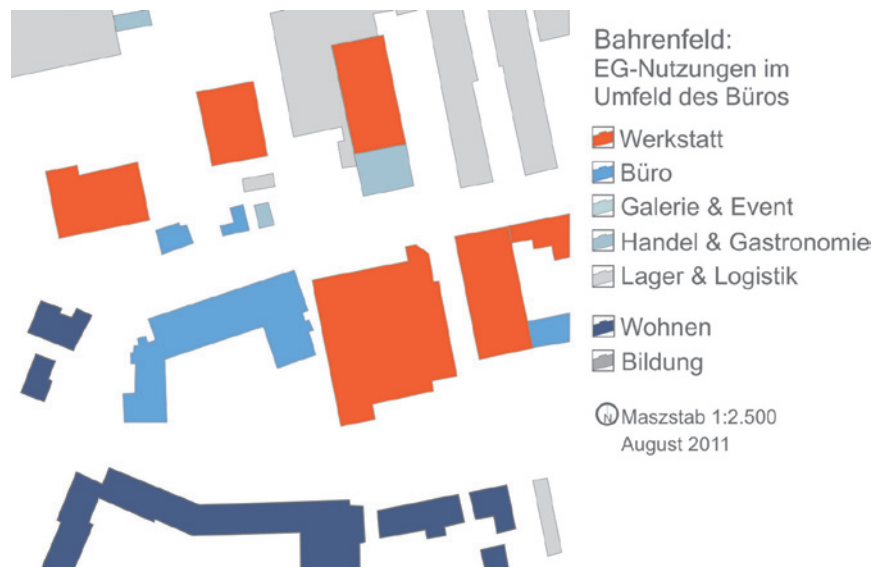 Bahrenfeld:
EG-Nutzungen im
Umfeld des Büros
Werkstatt
Büro
Galerie & Event
Handel & Gastronomie
Lager & Logistik
Wohnen
Bildung
N Maszstab 1:2.500
August 2011